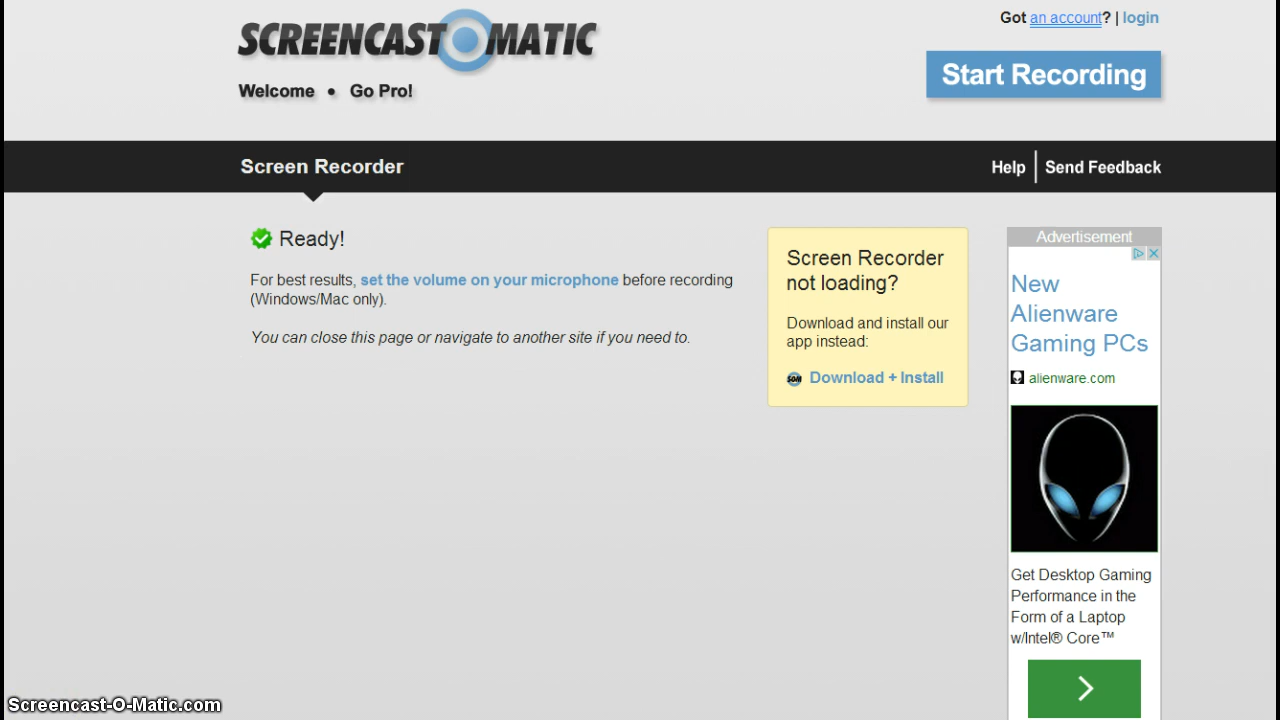 Got an account? | login
SCREENCAST O MATIC
Start Recording
Welcome • Go Pro!
Screen Recorder
Help | Send Feedback
Ready!
For best results, set the volume on your microphone before recording
(Windows/Mac only).
You can close this page or navigate to another site if you need to.
Screen Recorder
not loading?
Download and install our
app instead:
SOM Download + Install
Advertisement
New
Alienware
Gaming PCs
alienware.com
Get Desktop Gaming
Performance in the
Form of a Laptop
w/Intel® Core™
Screencast-O-Matic.com